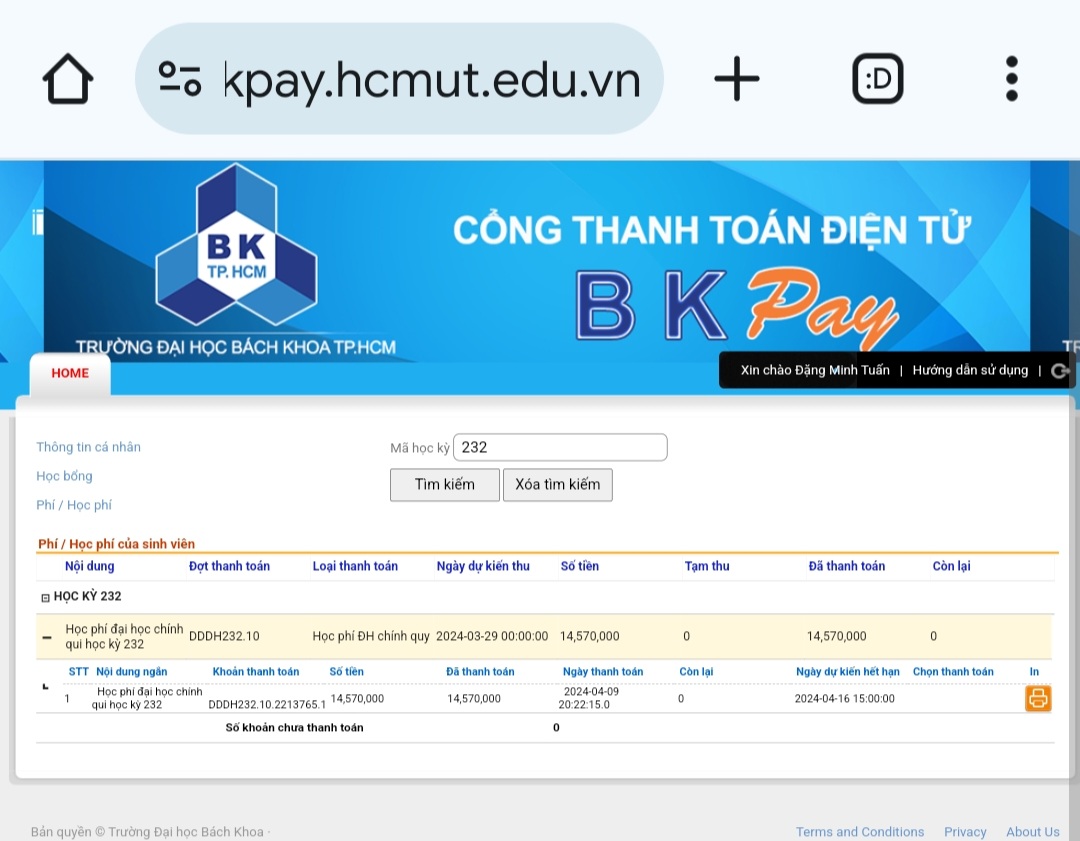 kpay.hcmut.edu.vn
:D
BK
TP.HCM
CỔNG THANH TOÁN ĐIỆN TỬ
BK Pay
TRƯỜNG ĐẠI HỌC BÁCH KHOA TP.HCM
TR
HOME
Xin chào Đặng Minh Tuấn | Hướng dẫn sử dụng |
Thông tin cá nhân
Học bổng
Phí / Học phí
Mã học kỳ 232
Tìm kiếm Xóa tìm kiếm
Phí / Học phí của sinh viên
Nội dung Đợt thanh toán Loại thanh toán Ngày dự kiến thu Số tiền Tạm thu Đã thanh toán Còn lại
HỌC KỲ 232
Học phí đại học chính
qui học kỳ 232 DDDH232.10 Học phí ĐH chính quy 2024-03-29 00:00:00 14,570,000 0 14,570,000 0
STT Nội dung ngắn Khoản thanh toán Số tiền Đã thanh toán Ngày thanh toán Còn lại Ngày dự kiến hết hạn Chọn thanh toán In
1 Học phí đại học chính
qui học kỳ 232 DDDH232.10.2213765.1 14,570,000 14,570,000 2024-04-09
20:22:15.0 0 2024-04-16 15:00:00
Số khoản chưa thanh toán 0
Bản quyền © Trường Đại học Bách Khoa ·
Terms and Conditions Privacy About Us